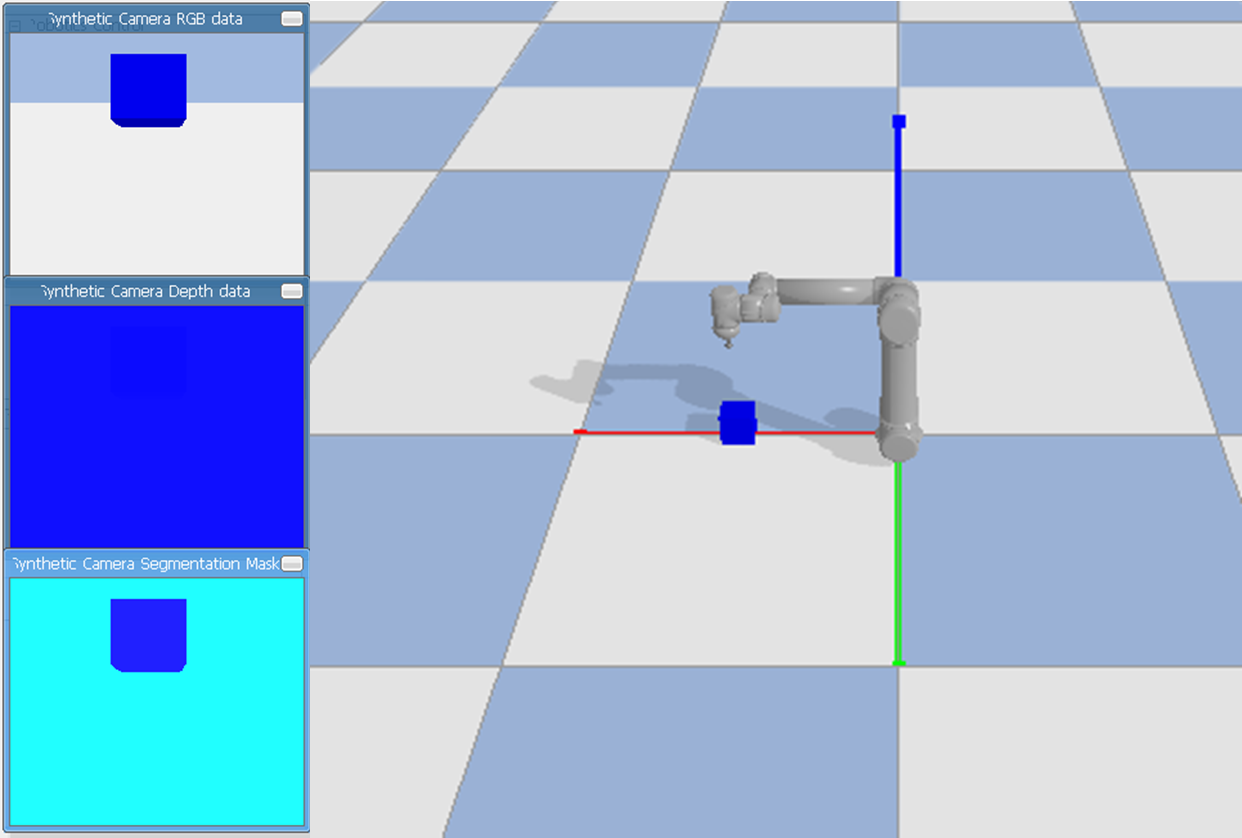 Synthetic Camera RGB data
Synthetic Camera Depth data
Synthetic Camera Segmentation Mask